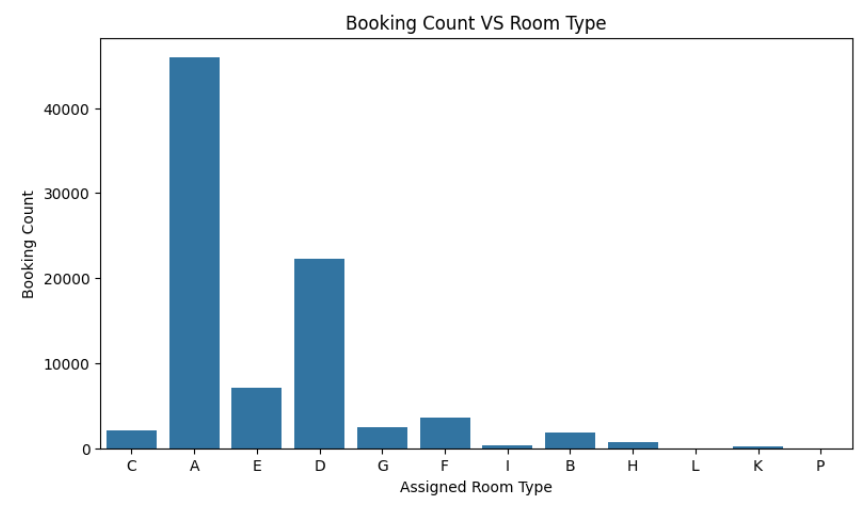 Booking Count VS Room Type
40000
30000
20000
10000
0
Booking Count
C A E D G F I B H L K P
Assigned Room Type